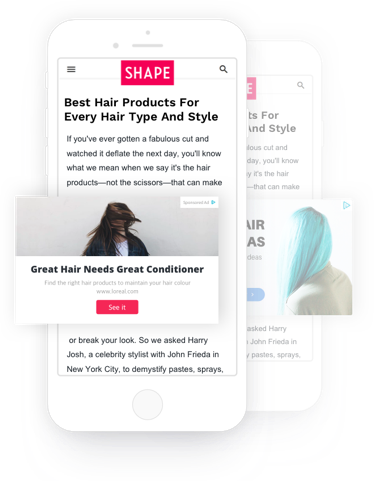 SHAPE
Best Hair Products For
Every Hair Type And Style
If you've ever gotten a fabulous cut and
watched it deflate the next day, you'll know
what we mean when we say it's the hair
products—not the scissors—that can make
Sponsored Ad
Great Hair Needs Great Conditioner
Find the right hair products to maintain your hair colour
www.loreal.com
See it
or break your look. So we asked Harry
Josh, a celebrity stylist with John Frieda in
New York City, to demystify pastes, sprays,
E
ts For
And Style
ulous cut and
day, you'll know
y it's the hair
—that can make
AIR
AS
ideas
asked Harry
hn Frieda in
y pastes, sprays,